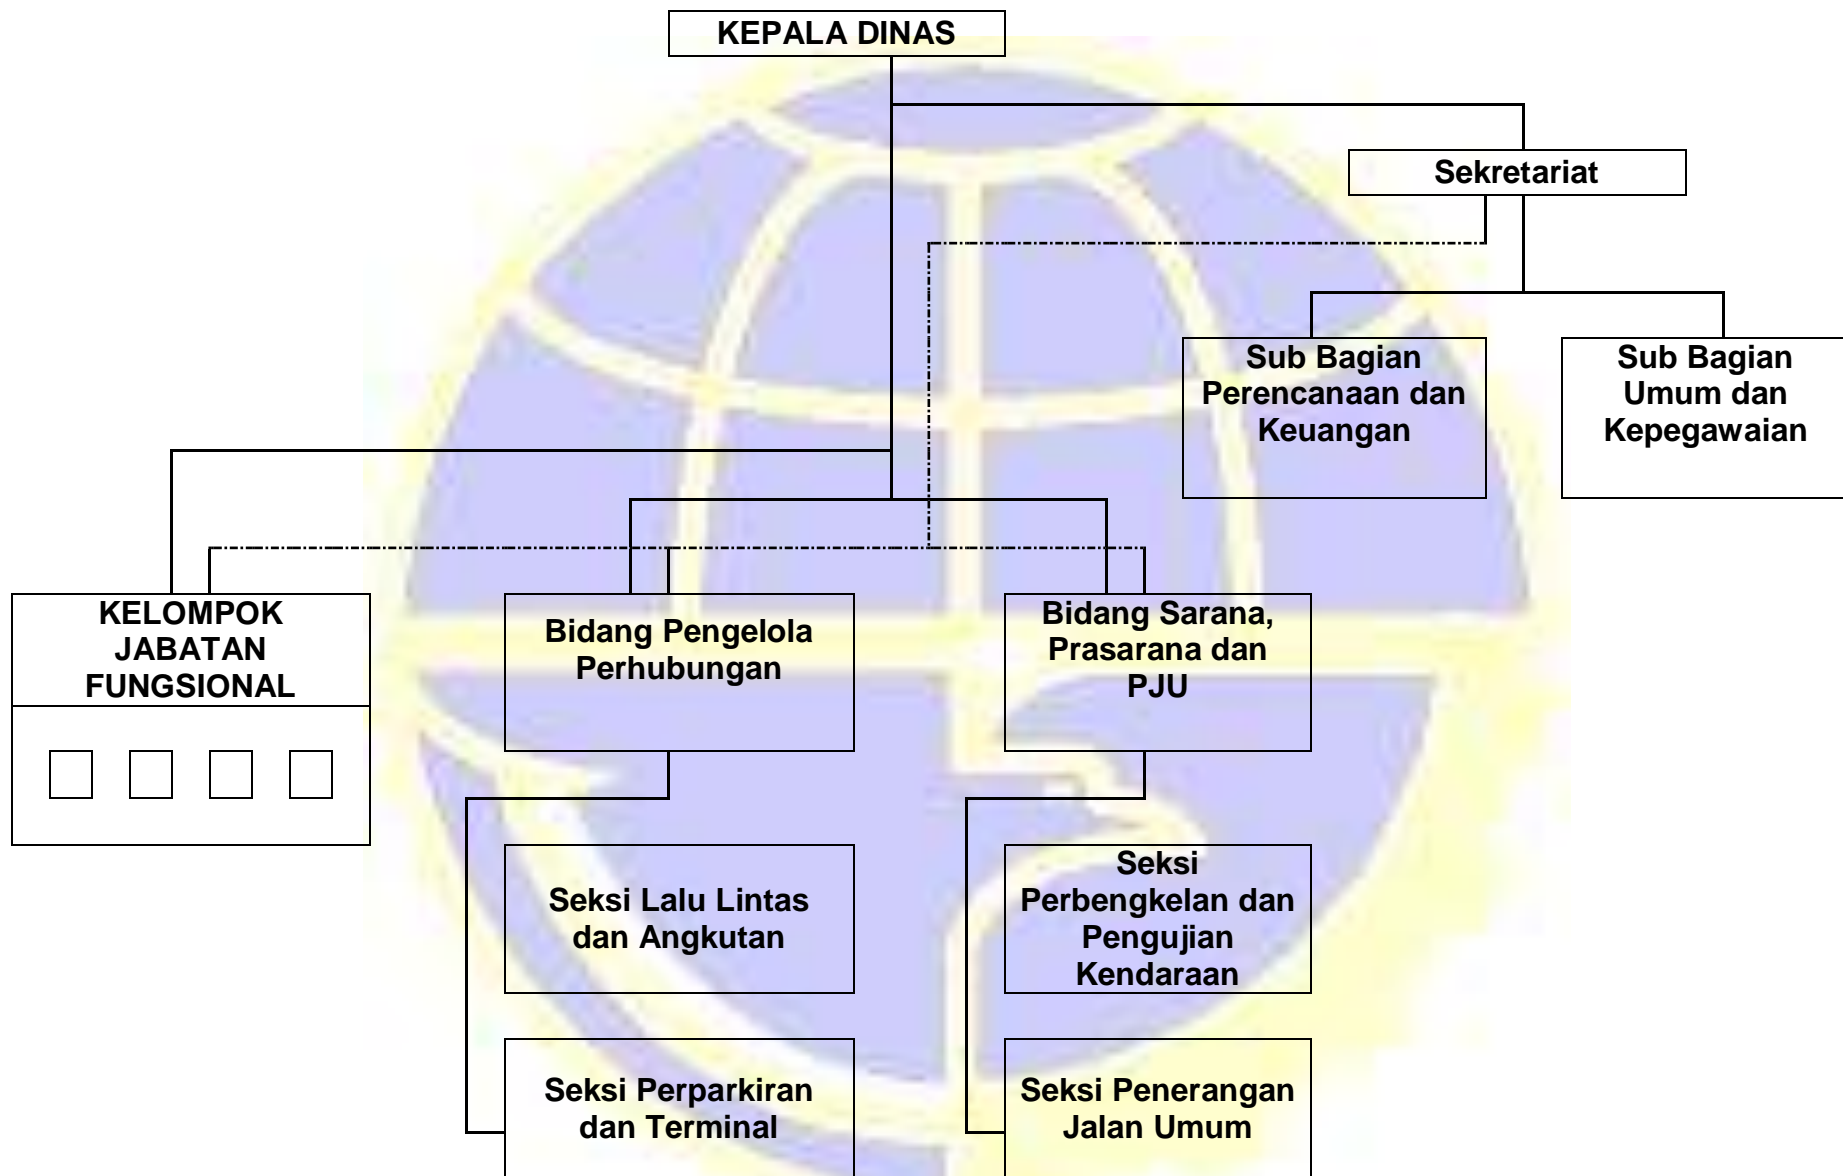 KEPALA DINAS
Sekretariat
Sub Bagian
Perencanaan dan
Keuangan
Sub Bagian
Umum dan
Kepegawaian
KELOMPOK
JABATAN
FUNGSIONAL
Bidang Pengelola
Perhubungan
Bidang Sarana,
Prasarana dan
PJU
Seksi Lalu Lintas
dan Angkutan
Seksi
Perbengkelan dan
Pengujian
Kendaraan
Seksi Perparkiran
dan Terminal
Seksi Penerangan
Jalan Umum